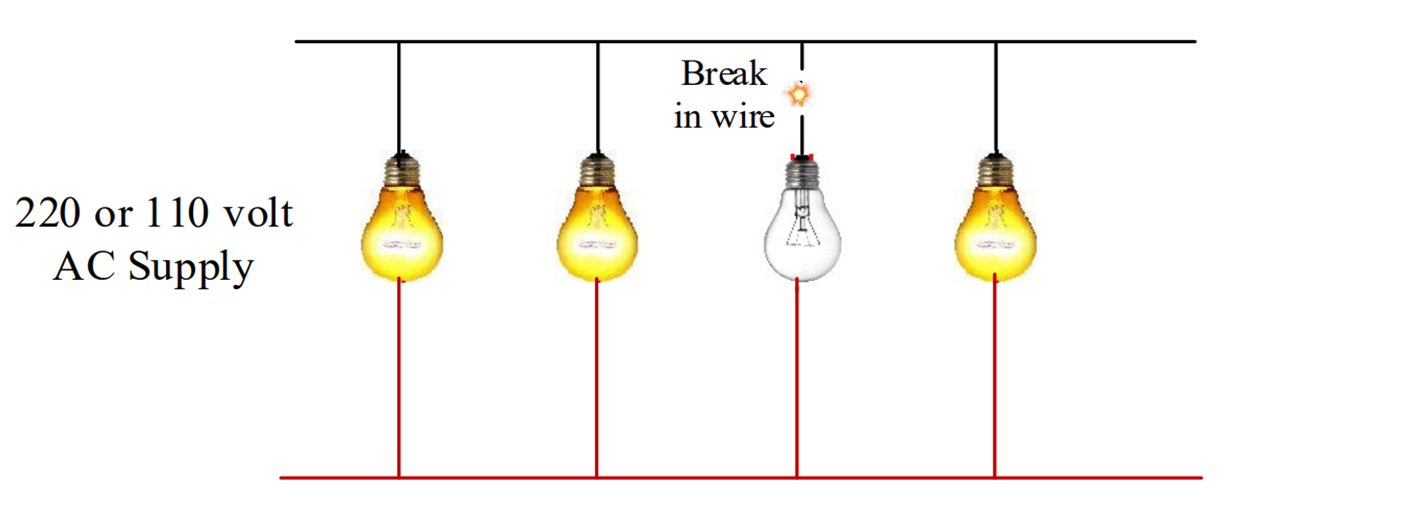 Break
in wire
220 or 110 volt
AC Supply